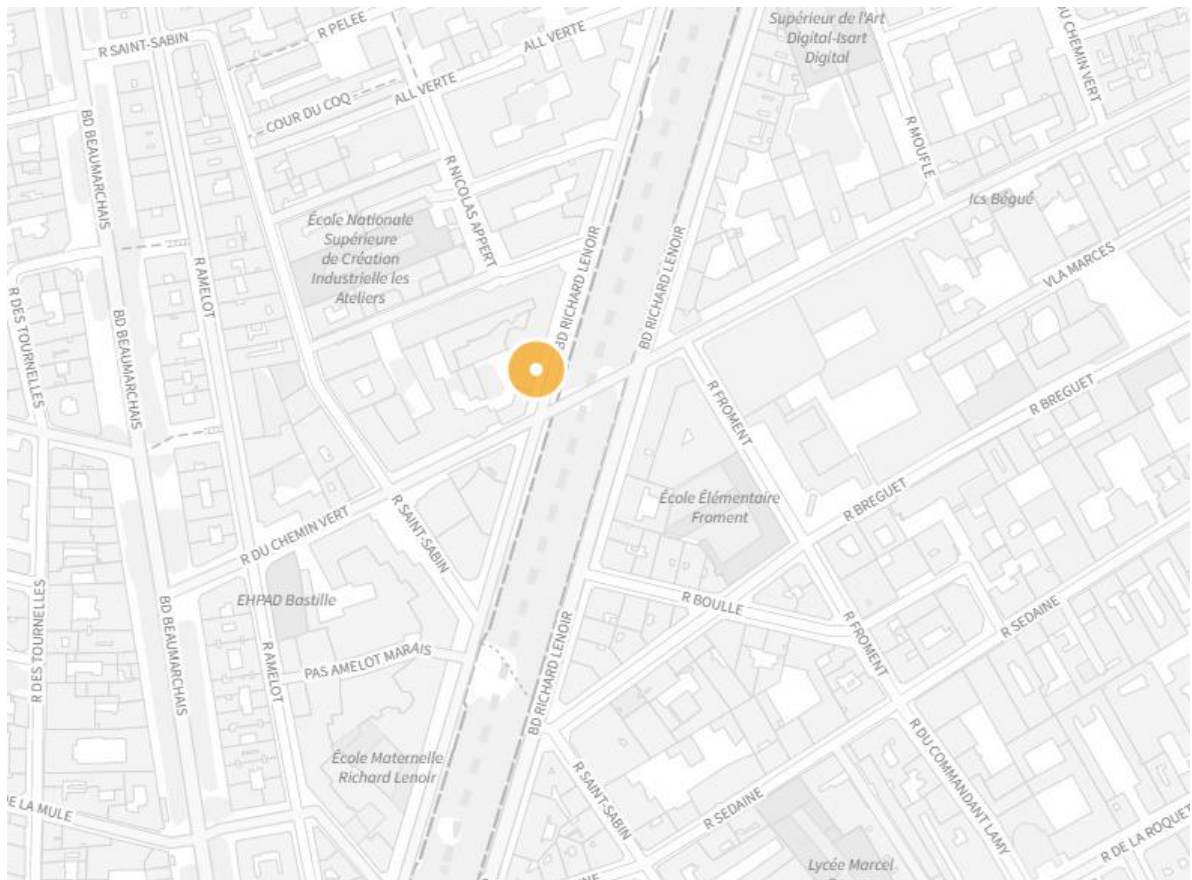 Supérieur de l'Art
Digital-Isart
Digital
R SAINT-SABIN
R PELEE
ALL VERTE
ALL VERTE
COUR DU COQ
DU CHEMIN VERT
BD BEAUMARCHAIS
R MOUFLE
R NICOLAS APPERT
Ics Bégué
École Nationale
Supérieure
de Création
Industrielle les
Ateliers
R AMELOT
BD RICHARD LENOIR
BD RICHARD LENOIR
VLA MARCES
R DES TOURNELLES
BD BEAUMARCHAIS
R FROMENT
R BREGUET
École Élémentaire
Froment
R BREGUET
R SAINT-SABIN
R DU CHEMIN VERT
EHPAD Bastille
R BOULLE
R SEDAINE
R DES TOURNELLES
BD BEAUMARCHAIS
R AMELOT
PAS AMELOT MARAIS
BD RICHARD LENOIR
R FROMENT
École Maternelle
Richard Lenoir
R SAINT-SABIN
R DU COMMANDANT LAMY
R SEDAINE
DE LA MULE
R DE LA ROQUET
Lycée Marcel